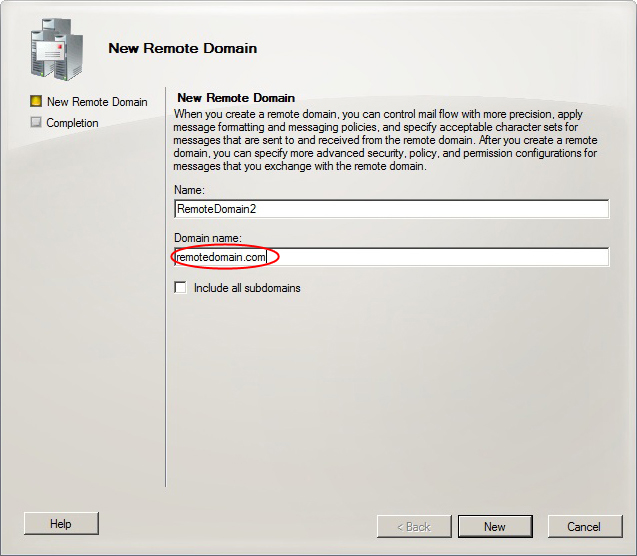 New Remote Domain
New Remote Domain
Completion
New Remote Domain
When you create a remote domain, you can control mail flow with more precision, apply
message formatting and messaging policies, and specify acceptable character sets for
messages that are sent to and received from the remote domain. After you create a remote
domain, you can specify more advanced security, policy, and permission configurations for
messages that you exchange with the remote domain.
Name:
RemoteDomain2
Domain name:
remotedomain.com
Include all subdomains
Help
< Back
New
Cancel